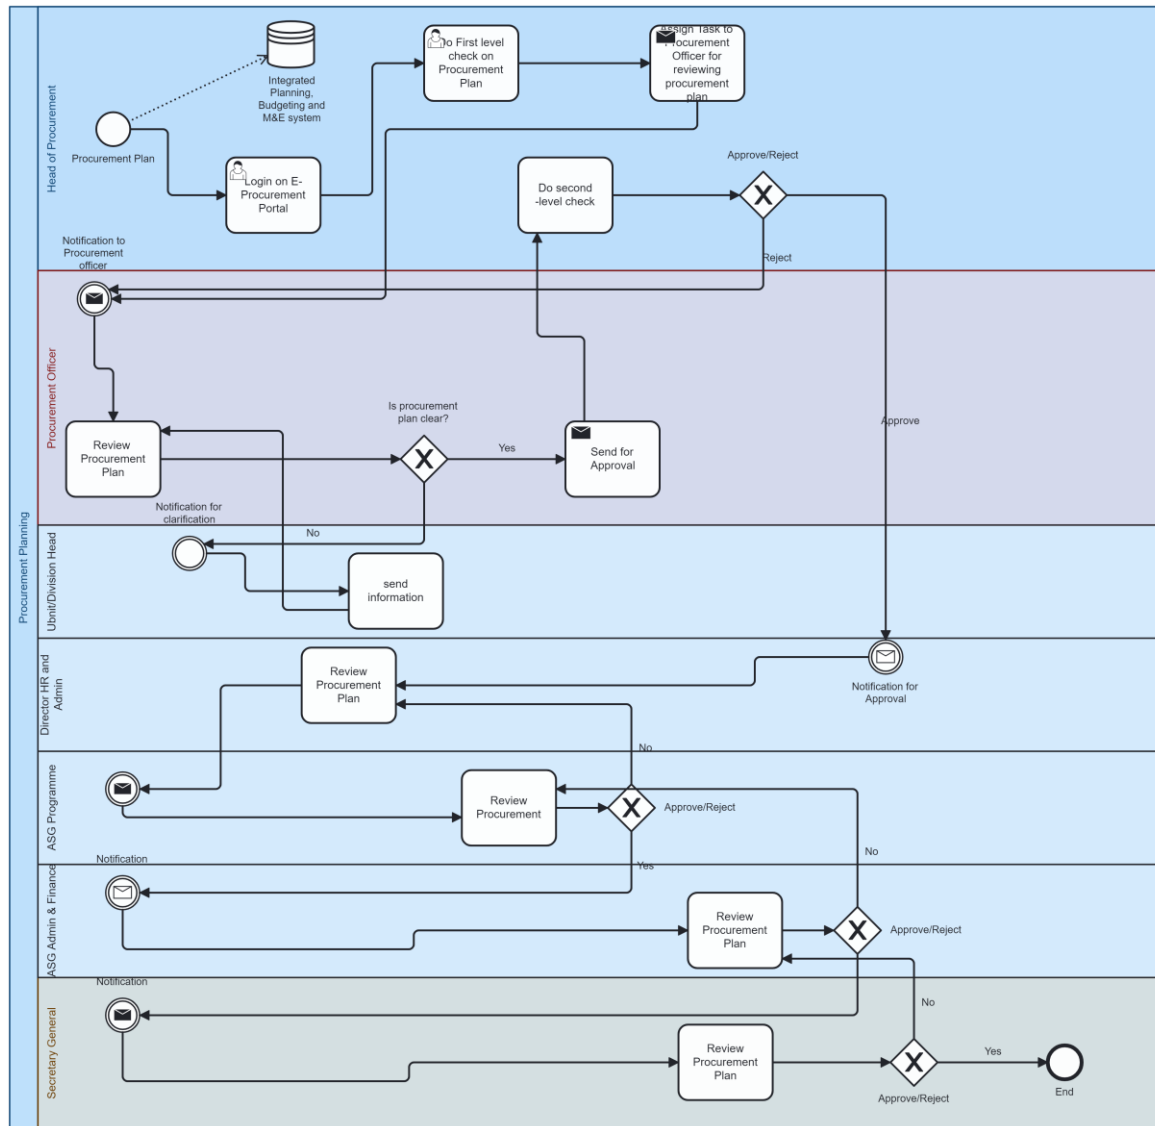 Procurement Planning
Head of Procurement
Procurement Plan
Integrated
Planning,
Budgeting and
M&E system
Login on E-
Procurement
Portal
Do First level
check on
Procurement
Plan
Assign Task to
Procurement
Officer for
reviewing
procurement
plan
Do second
-level check
Approve/Reject
Reject
Approve
Notification to
Procurement
officer
Procurement Officer
Review
Procurement
Plan
Is procurement
plan clear?
Yes
Send for
Approval
No
Notification for
clarification
Ubnit/Division Head
send
information
Director HR and
Admin
Review
Procurement
Plan
Notification for
Approval
No
ASG Programme
Review
Procurement
Approve/Reject
Yes
No
Notification
ASG Admin & Finance
Review
Procurement
Plan
Approve/Reject
Notification
Secretary General
Review
Procurement
Plan
No
Approve/Reject
Yes
End